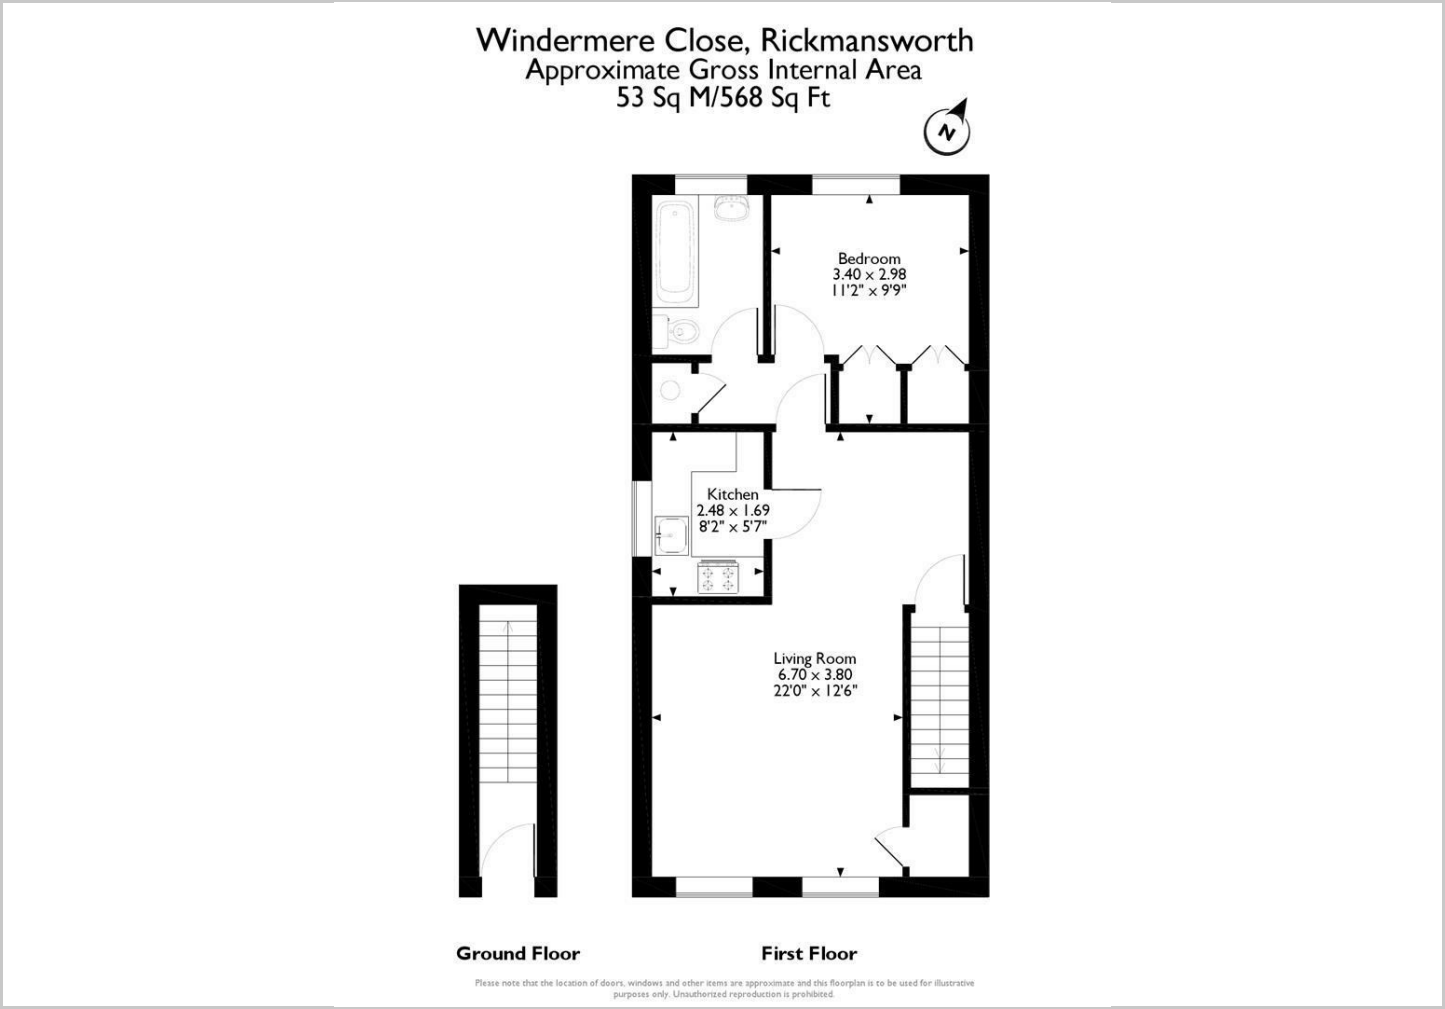 Windermere Close, Rickmansworth
Approximate Gross Internal Area
53 Sq M/568 Sq Ft
N
Bedroom
3.40 x 2.98
11'2" x 9'9"
Kitchen
2.48 x 1.69
8'2" x 5'7"
Living Room
6.70 x 3.80
22'0" x 12'6"
Ground Floor
First Floor
Please note that the location of doors, windows and other items are approximate and this floorplan is to be used for illustrative
purposes only. Unauthorized reproduction is prohibited.